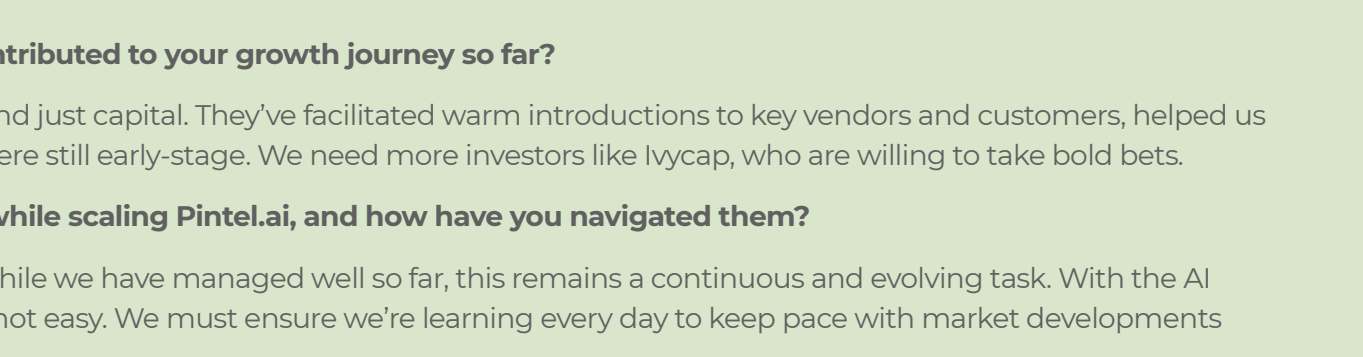 ntributed to your growth journey so far?
nd just capital. They've facilitated warm introductions to key vendors and customers, helped us
ere still early-stage. We need more investors like Ivycap, who are willing to take bold bets.
while scaling Pintel.ai, and how have you navigated them?
hile we have managed well so far, this remains a continuous and evolving task. With the AI
not easy. We must ensure we're learning every day to keep pace with market developments